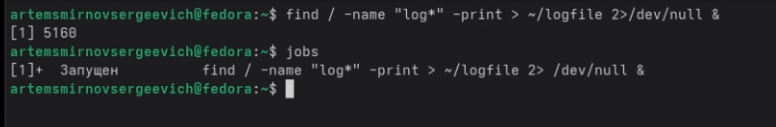 artemsmirnovsergeevich@fedora:~$ find / -name "log*" -print > ~/logfile 2>/dev/null &
[1] 5160
artemsmirnovsergeevich@fedora:~$ jobs
[1]+  Запущен          find / -name "log*" -print > ~/logfile 2> /dev/null &
artemsmirnovsergeevich@fedora:~$